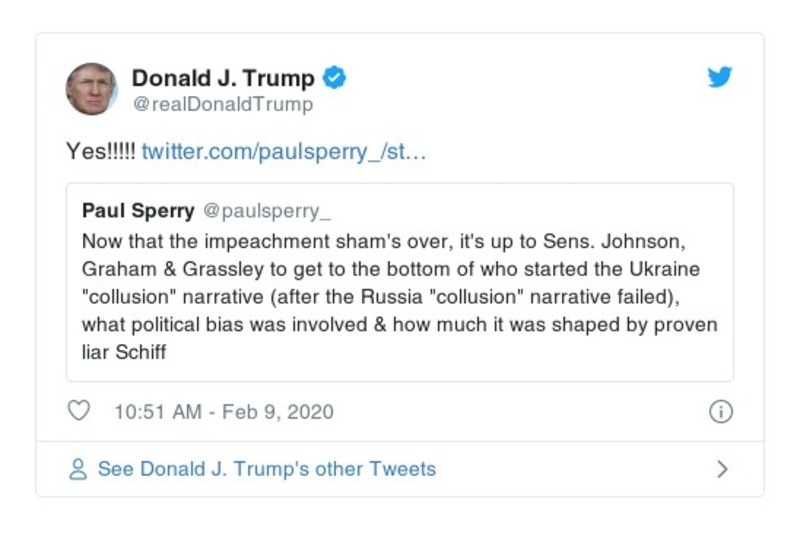 Donald J. Trump
@realDonaldTrump
Yes!!!!! twitter.com/paulsperry_/st…
Paul Sperry @paulsperry_
Now that the impeachment sham's over, it's up to Sens. Johnson,
Graham & Grassley to get to the bottom of who started the Ukraine
"collusion" narrative (after the Russia "collusion" narrative failed),
what political bias was involved & how much it was shaped by proven
liar Schiff
10:51 AM - Feb 9, 2020
See Donald J. Trump's other Tweets